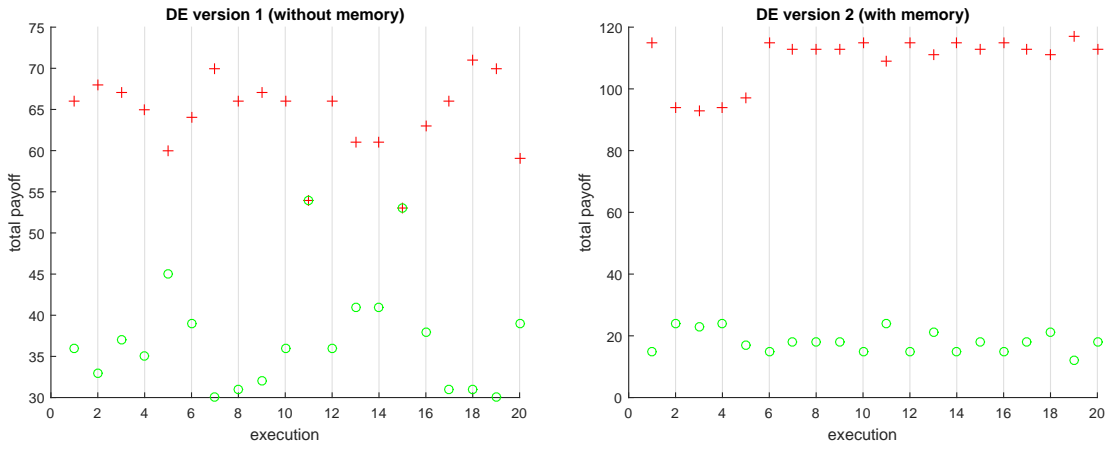 DE version 1 (without memory)
75
70
65
60
55
50
45
40
35
30
total payoff
0 2 4 6 8 10 12 14 16 18 20
execution
DE version 2 (with memory)
120
100
80
60
40
20
0
total payoff
0 2 4 6 8 10 12 14 16 18 20
execution